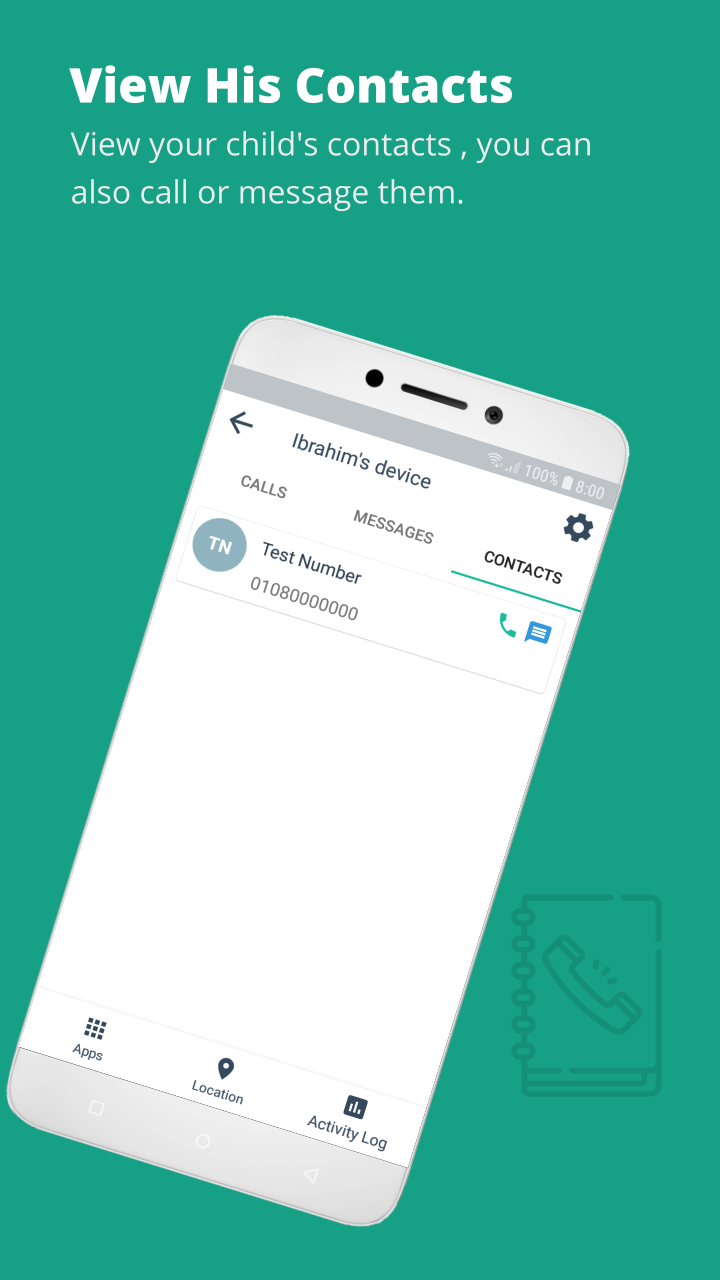 View His Contacts
View your child's contacts , you can
also call or message them.
100% 8:00
Ibrahim's device
CALLS MESSAGES CONTACTS
TN Test Number
01080000000
Apps Location Activity Log